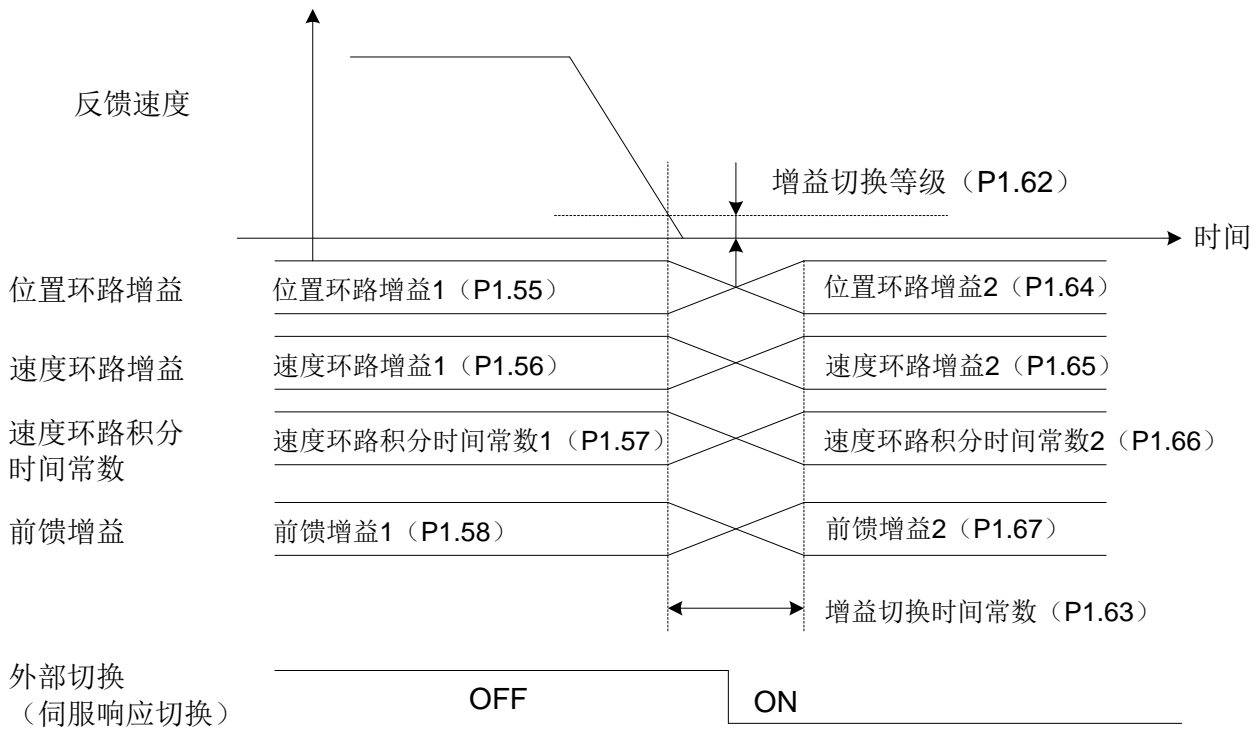 反馈速度
增益切换等级（P1.62）
时间
位置环路增益
位置环路增益1（P1.55）
位置环路增益2（P1.64）
速度环路增益
速度环路增益1（P1.56）
速度环路增益2（P1.65）
速度环路积分
时间常数
速度环路积分时间常数1（P1.57）
速度环路积分时间常数2（P1.66）
前馈增益
前馈增益1（P1.58）
前馈增益2（P1.67）
增益切换时间常数（P1.63）
外部切换
（伺服响应切换）
OFF
ON